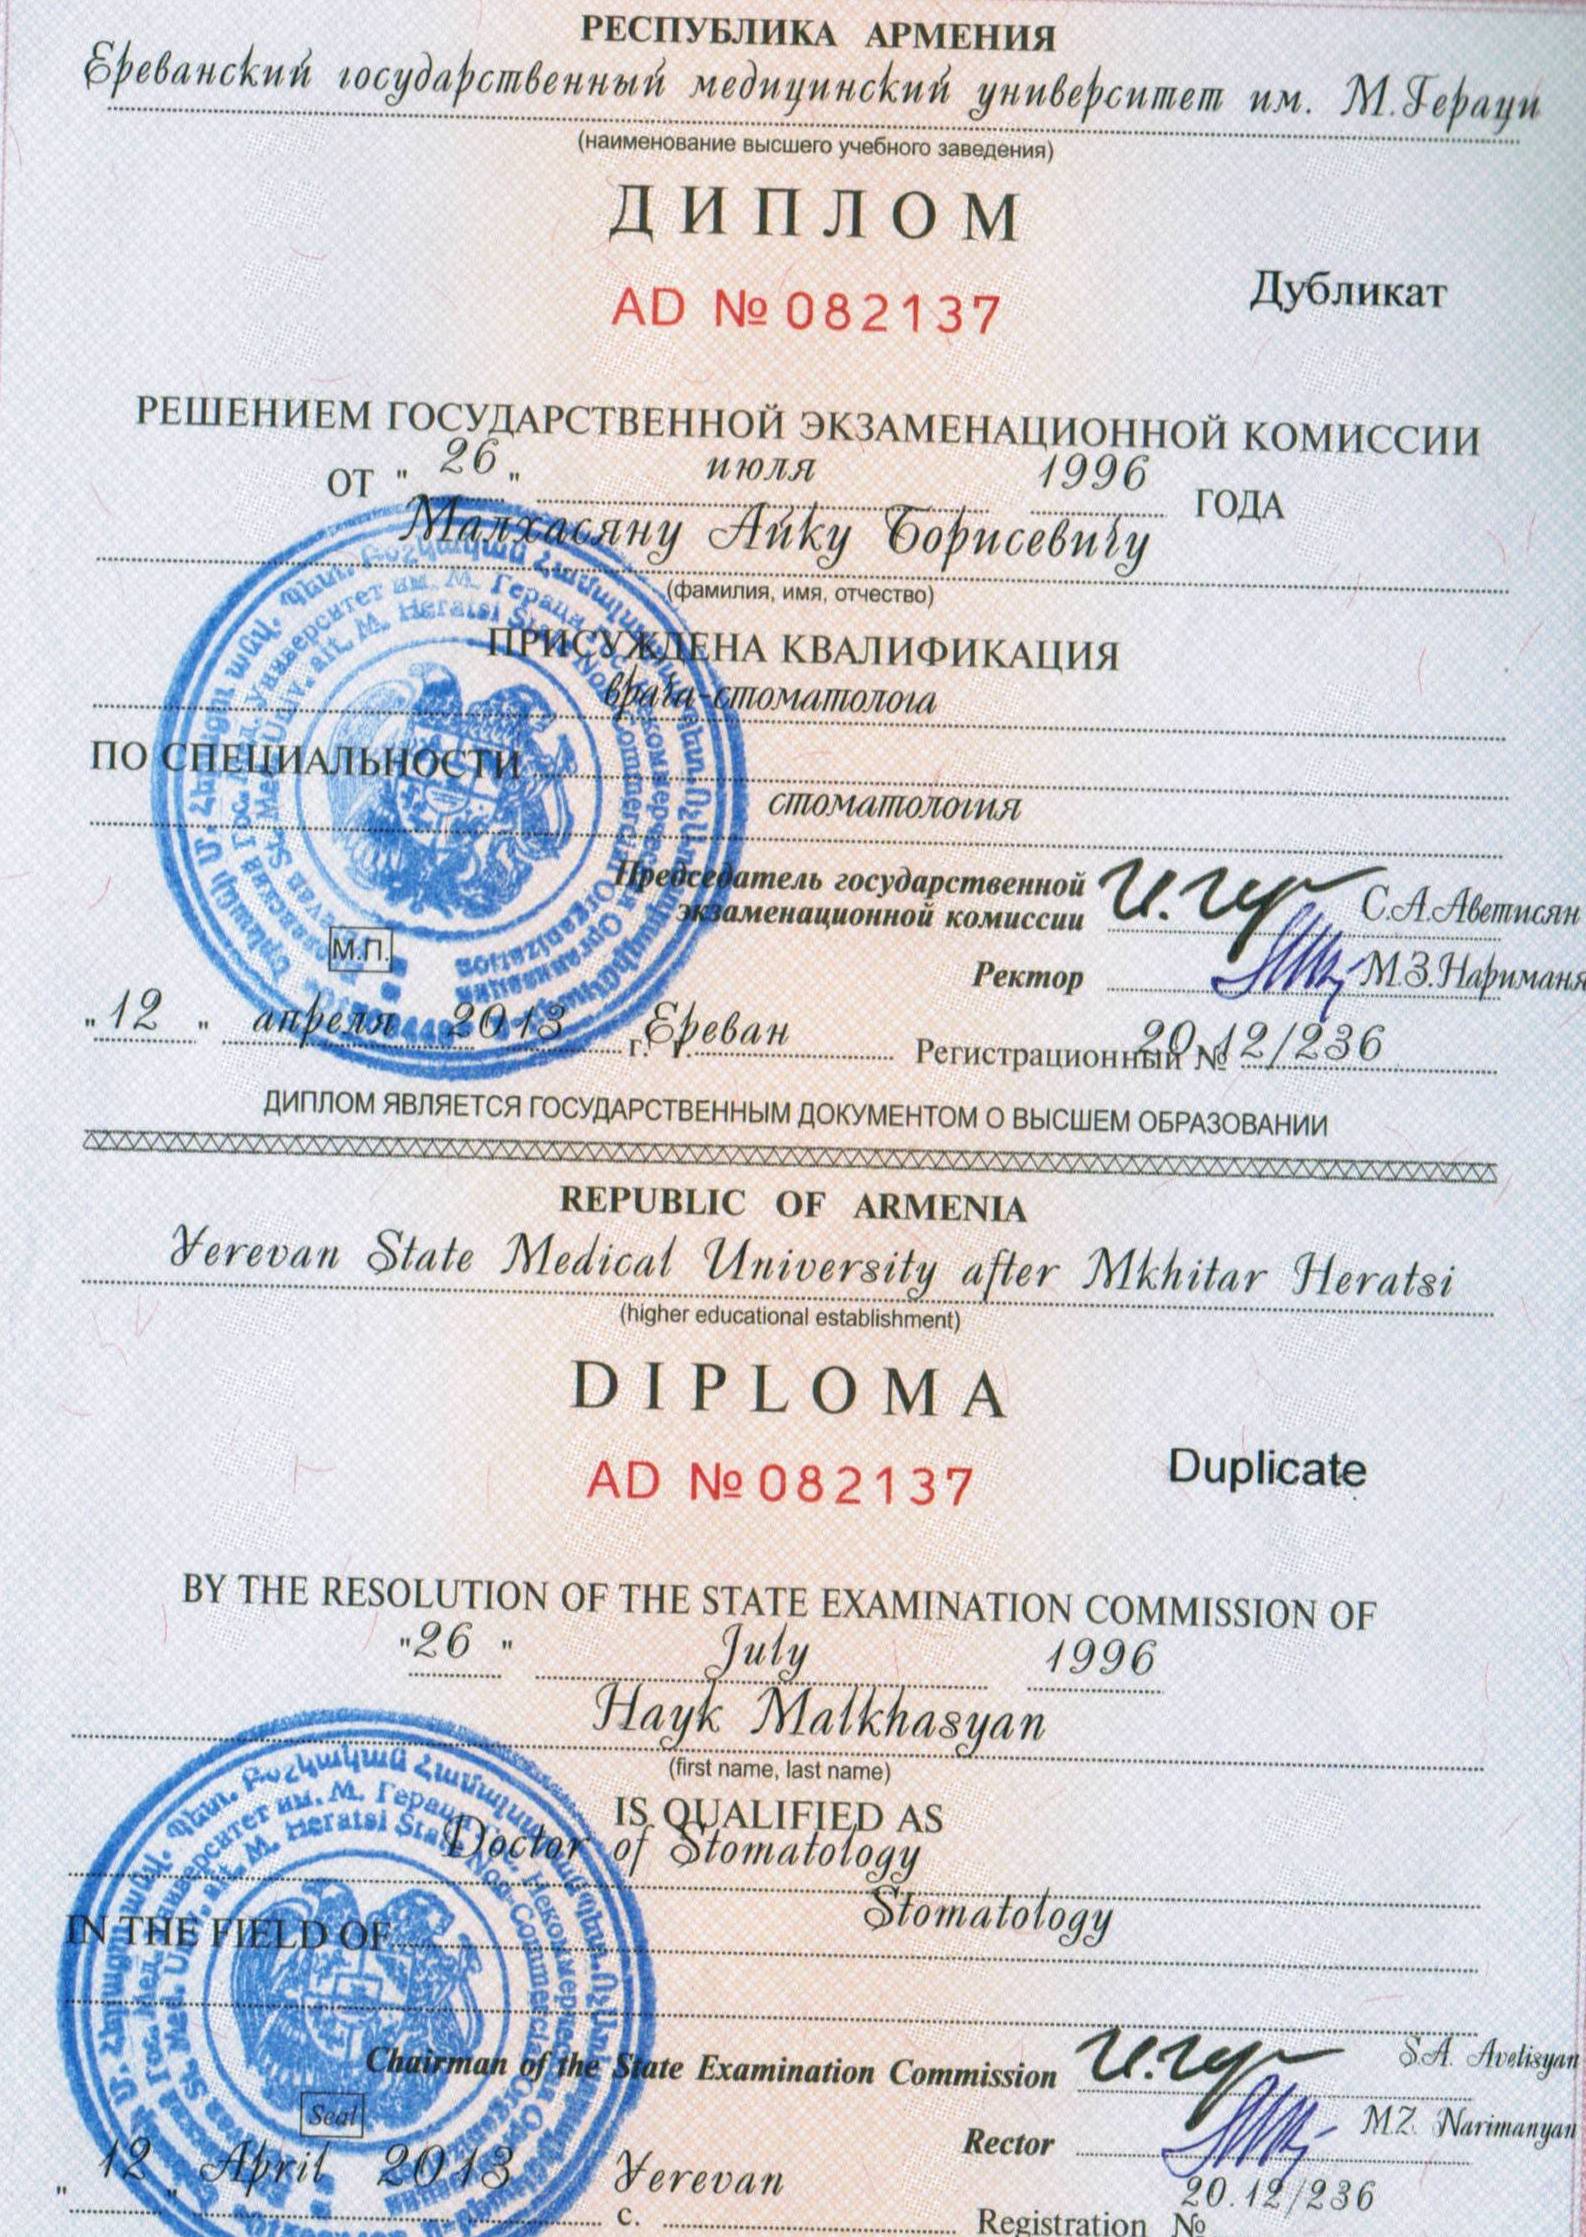 РЕСПУБЛИКА АРМЕНИЯ
Ереванский государственный медицинский университет им. М.Гераци
(наименование высшего учебного заведения)
ДИПЛОМ
AD № 082137
Дубликат
РЕШЕНИЕМ ГОСУДАРСТВЕННОЙ ЭКЗАМЕНАЦИОННОЙ КОМИССИИ
ОТ "26" июля 1996 ГОДА
Малхасяну Айку Борисевичу
(фамилия, имя, отчество)
ПРИСУЖДЕНА КВАЛИФИКАЦИЯ
врача-стоматолога
ПО СПЕЦИАЛЬНОСТИ
стоматология
Председатель государственной
экзаменационной комиссии С.А.Аветисян
М.П.
Ректор М.З.Нариманя
"12" апреля 2013 г. г. Ереван Регистрационный № 20.12/236
ДИПЛОМ ЯВЛЯЕТСЯ ГОСУДАРСТВЕННЫМ ДОКУМЕНТОМ О ВЫСШЕМ ОБРАЗОВАНИИ
REPUBLIC OF ARMENIA
Yerevan State Medical University after Mkhitar Heratsi
(higher educational establishment)
DIPLOMA
AD № 082137
Duplicate
BY THE RESOLUTION OF THE STATE EXAMINATION COMMISSION OF
"26" July 1996
Hayk Malkhasyan
(first name, last name)
IS QUALIFIED AS
Doctor of Stomatology
Stomatology
IN THE FIELD OF
Chairman of the State Examination Commission S.A. Avetisyan
Seal
Rector M.Z. Narimanyan
"12" April 2013 c. Yerevan Registration № 20.12/236